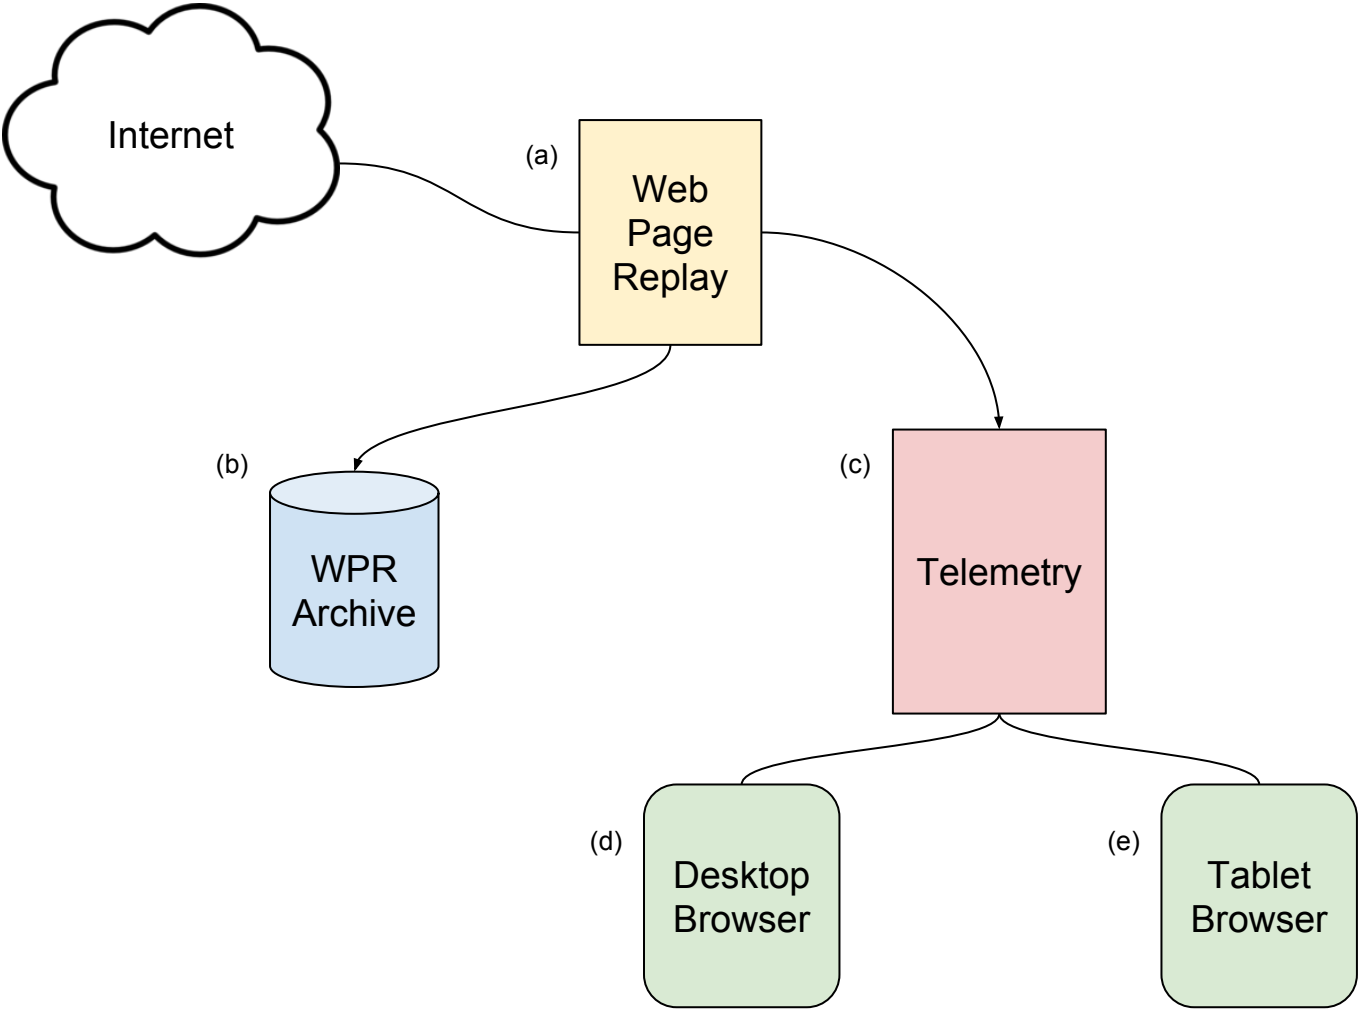 Internet
(a)
Web
Page
Replay
(b)
WPR
Archive
(c)
Telemetry
(d)
Desktop
Browser
(e)
Tablet
Browser